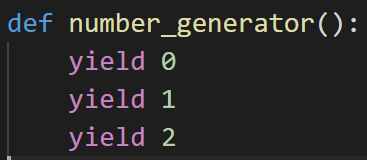 def number_generator():
    yield 0
    yield 1
    yield 2